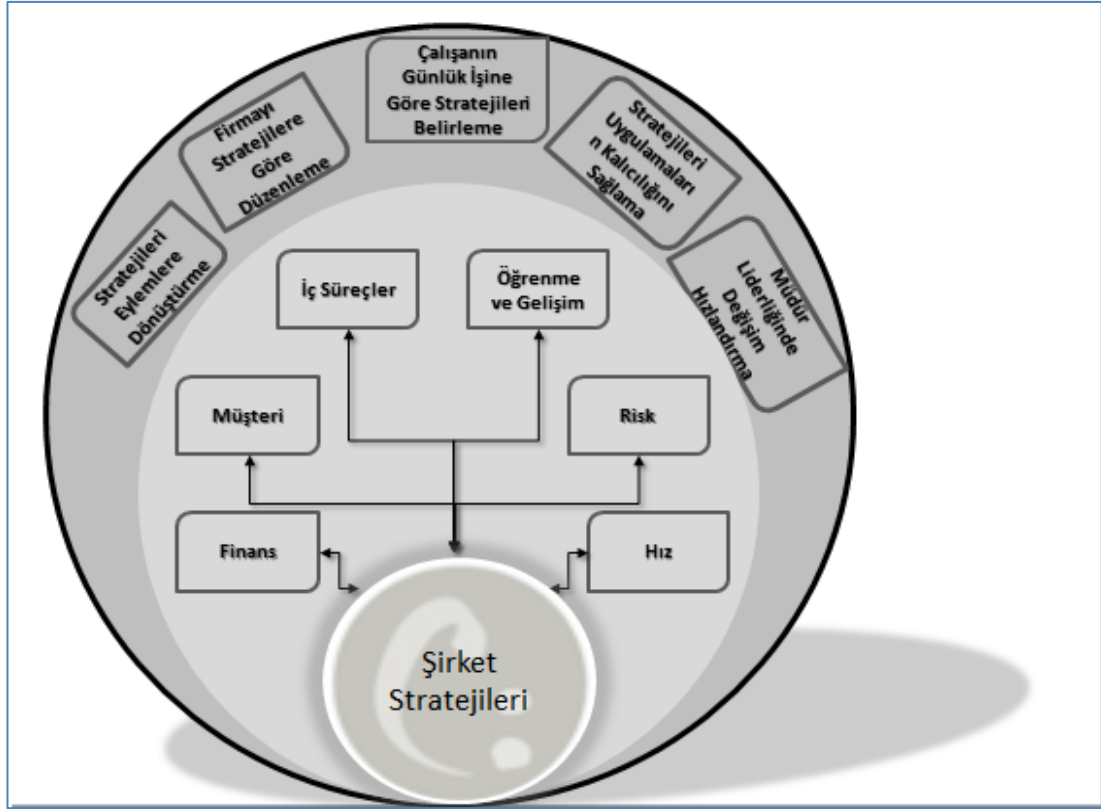 Çalışanın
Günlük İşine
Göre Stratejileri
Belirleme
Firmayı
Stratejilere
Göre
Düzenleme
Stratejileri
Uygulamaları
n Kalıcılığını
Sağlama
Stratejileri
Eylemlere
Dönüştürme
Müdür
Liderliğinde
Değişim
Hızlandırma
İç Süreçler
Öğrenme
ve Gelişim
Müşteri
Risk
Finans
Hız
Şirket
Stratejileri